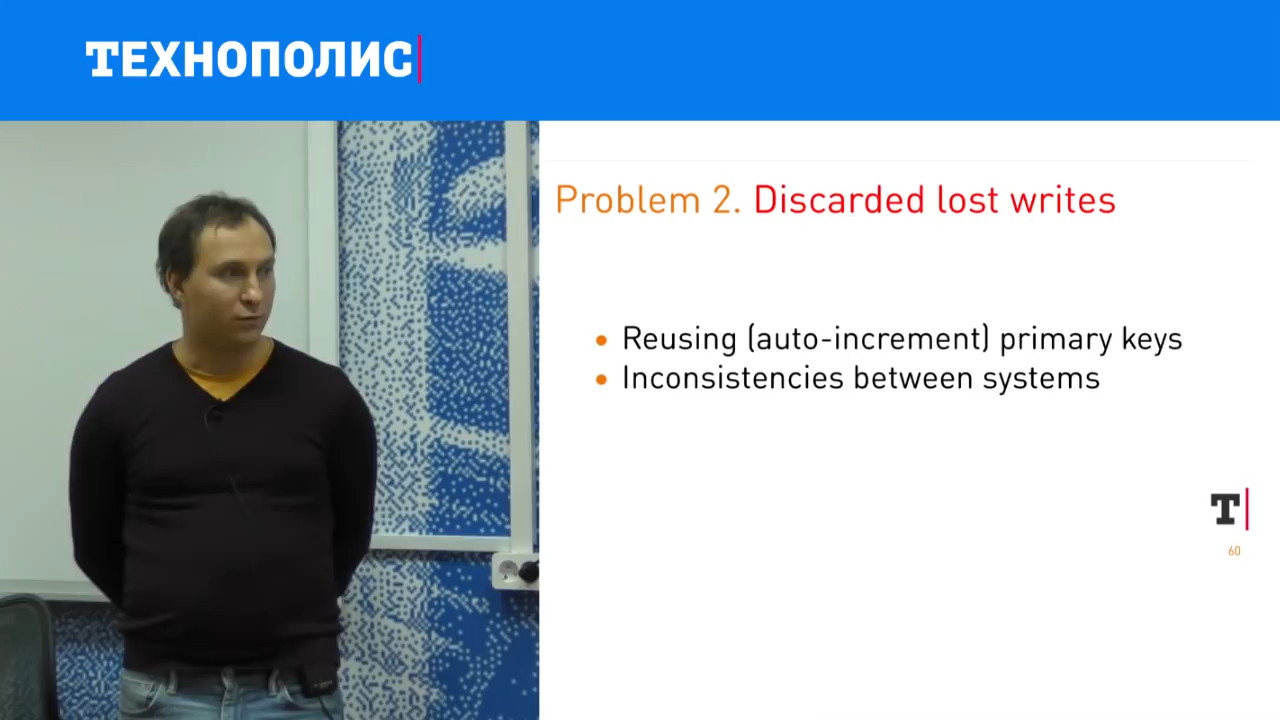 ТЕХНОПОЛИС
Problem 2. Discarded lost writes
• Reusing (auto-increment) primary keys
• Inconsistencies between systems
T
60